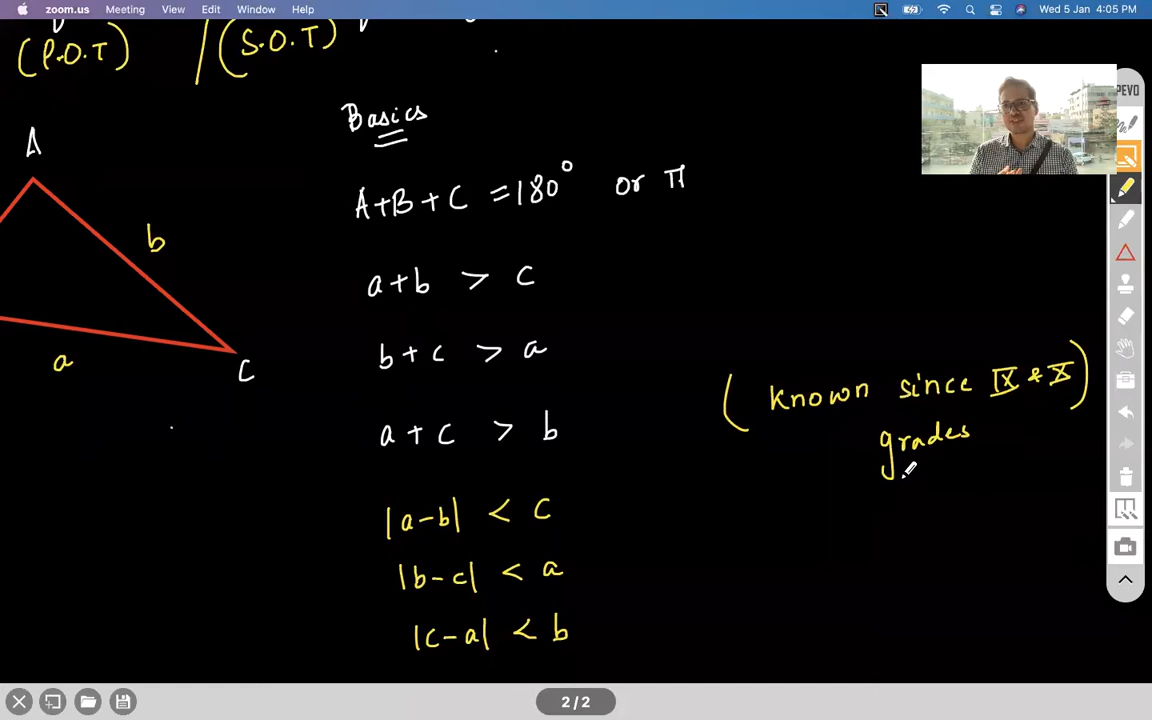 zoom.us Meeting View Edit Window Help Wed 5 Jan 4:05 PM
(P.O.T) /(S.O.T)
PEVO
Basics
A
A+B+C =180° or π
b
a+b > c
b+c > a
a
C
(Known since IX & X)
grades
a+c > b
|a-b| < c
|b-c| < a
|c-a| < b
2/2